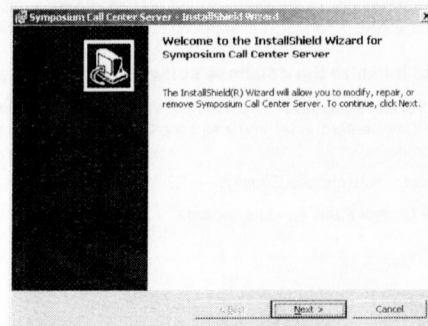 Symposium Call Center Server - InstallShield Wizard
Welcome to the InstallShield Wizard for
Symposium Call Center Server
The InstallShield(R) Wizard will allow you to modify, repair, or
remove Symposium Call Center Server. To continue, click Next.
< Back
Next >
Cancel